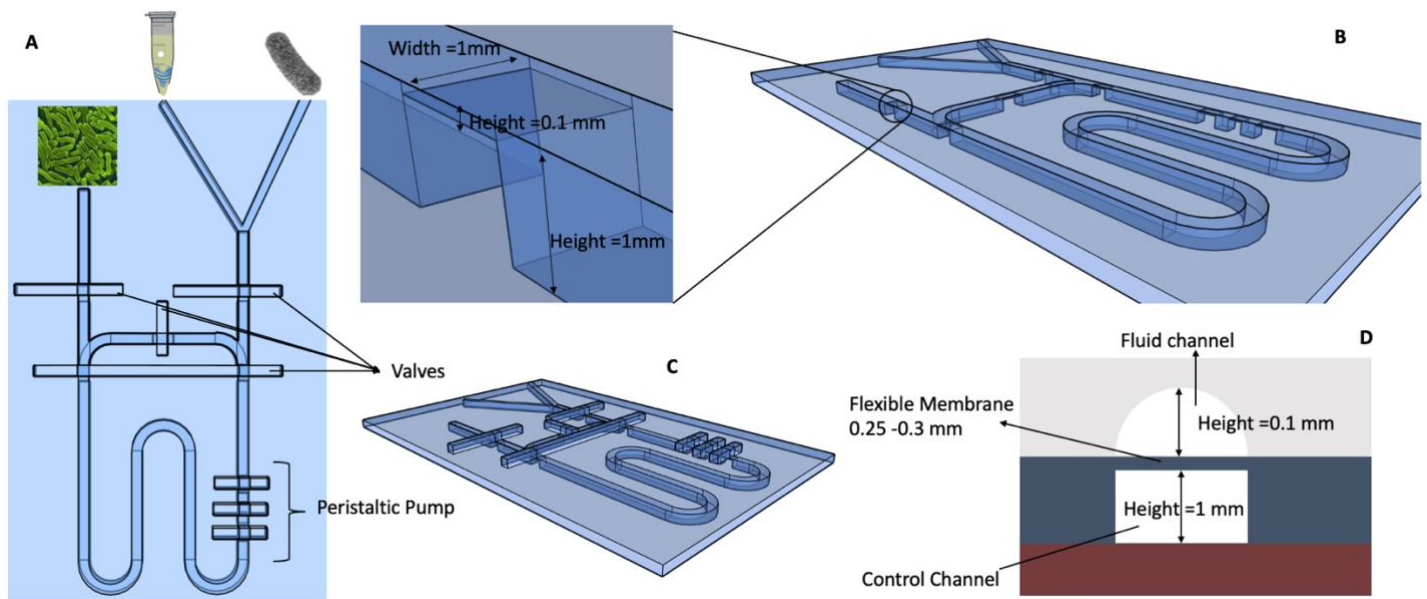 A
Valves
Peristaltic Pump
Width =1mm
Height =0.1 mm
Height =1mm
B
C
D
Fluid channel
Flexible Membrane
0.25 -0.3 mm
Height =0.1 mm
Height =1 mm
Control Channel